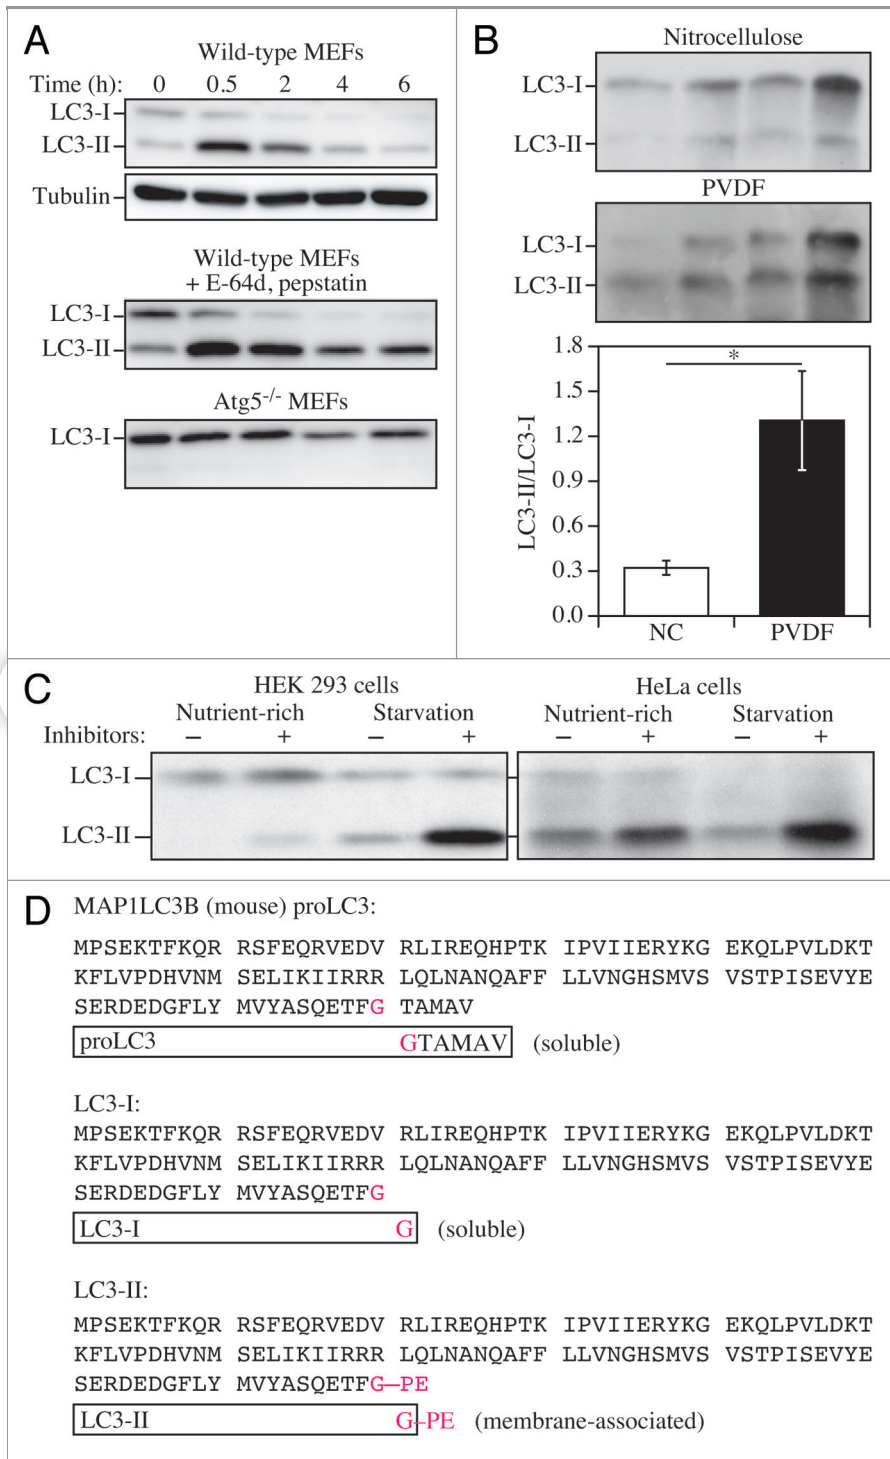 A
Wild-type MEFs
Time (h): 0 0.5 2 4 6
LC3-I
LC3-II
Tubulin
Wild-type MEFs
+ E-64d, pepstatin
LC3-I
LC3-II
Atg5-/- MEFs
LC3-I
B
Nitrocellulose
LC3-I
LC3-II
PVDF
LC3-I
LC3-II
LC3-II/LC3-I
1.8
1.5
1.2
0.9
0.6
0.3
0.0
*
NC PVDF
C
HEK 293 cells HeLa cells
Nutrient-rich Starvation Nutrient-rich Starvation
Inhibitors: – + – + – + – +
LC3-I
LC3-II
D
MAP1LC3B (mouse) proLC3:
MPSEKTFKQR RSFEQRVEDV RLIREQHPTK IPVIIERYKG EKQLPVLDKT
KFLVPDHVNM SELIKIIRRR LQLNANQAFF LLVNGHSMVS VSTPISEVYE
SERDEDGFLY MVYASQETFG TAMAV
proLC3 GTAMAV (soluble)
LC3-I:
MPSEKTFKQR RSFEQRVEDV RLIREQHPTK IPVIIERYKG EKQLPVLDKT
KFLVPDHVNM SELIKIIRRR LQLNANQAFF LLVNGHSMVS VSTPISEVYE
SERDEDGFLY MVYASQETFG
LC3-I G (soluble)
LC3-II:
MPSEKTFKQR RSFEQRVEDV RLIREQHPTK IPVIIERYKG EKQLPVLDKT
KFLVPDHVNM SELIKIIRRR LQLNANQAFF LLVNGHSMVS VSTPISEVYE
SERDEDGFLY MVYASQETFG–PE
LC3-II G–PE (membrane-associated)